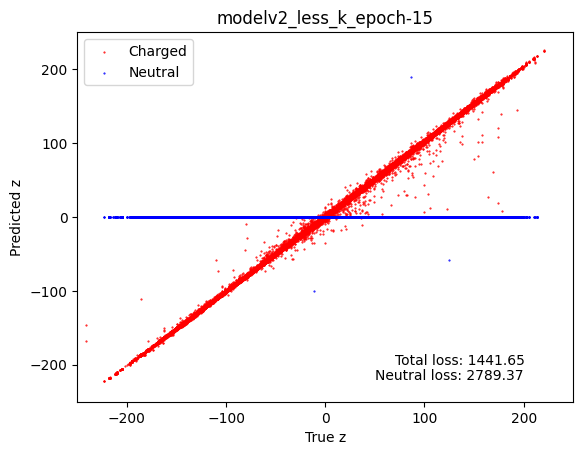 modelv2_less_k_epoch-15
Charged
Neutral
Predicted z
200
100
0
−100
−200
Total loss: 1441.65
Neutral loss: 2789.37
−200
−100
0
100
200
True z